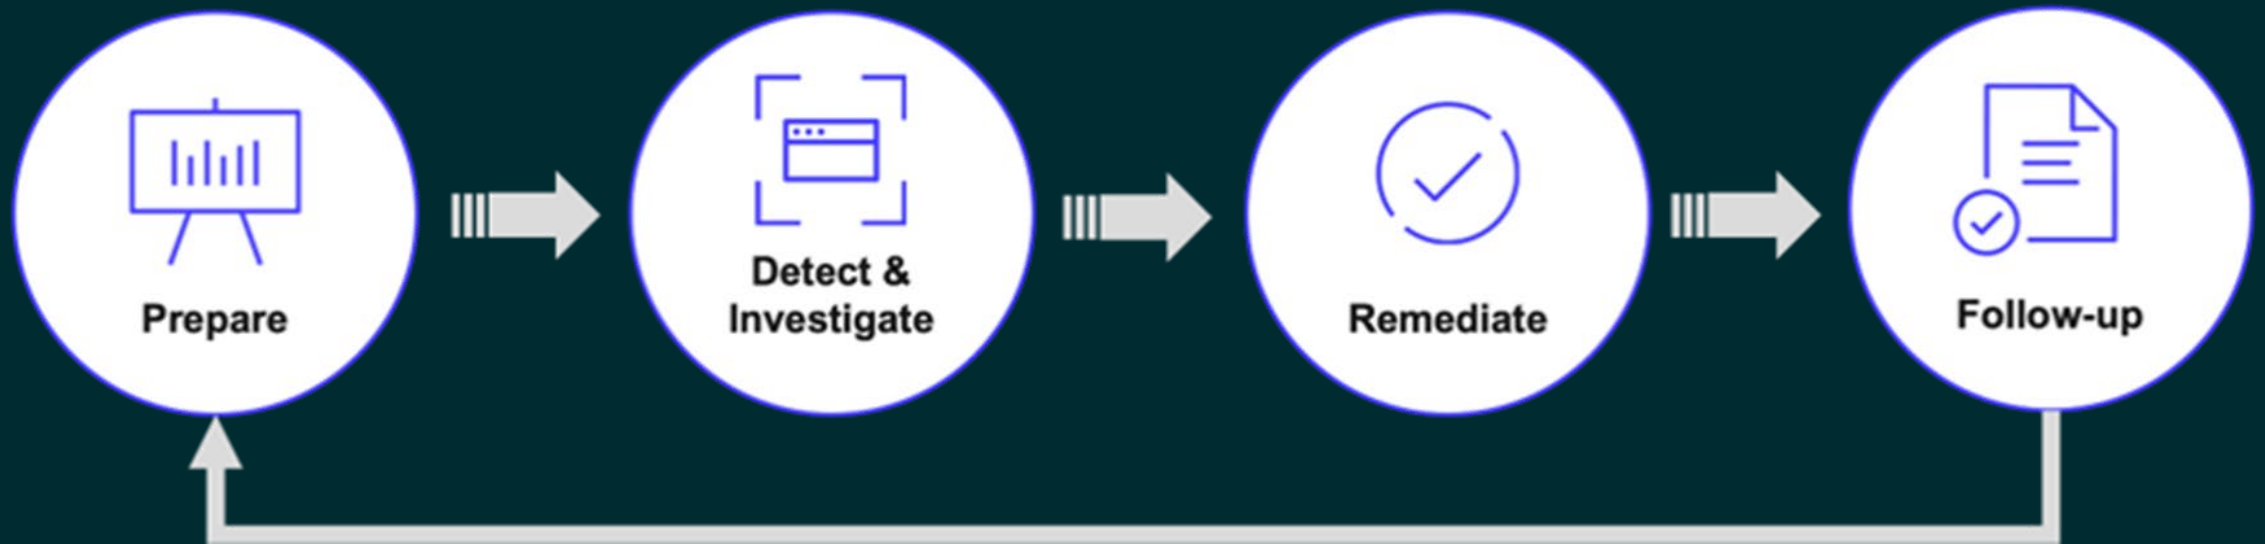 Prepare
Detect &
Investigate
Remediate
Follow-up